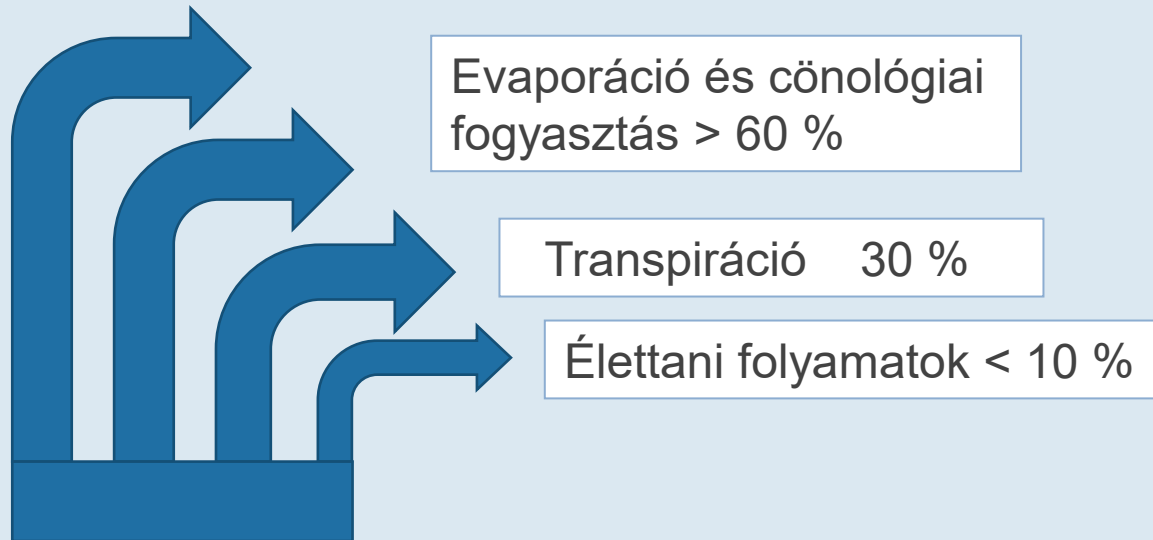 Evaporáció és cönológiai
fogyasztás > 60 %
Transpiráció 30 %
Élettani folyamatok < 10 %